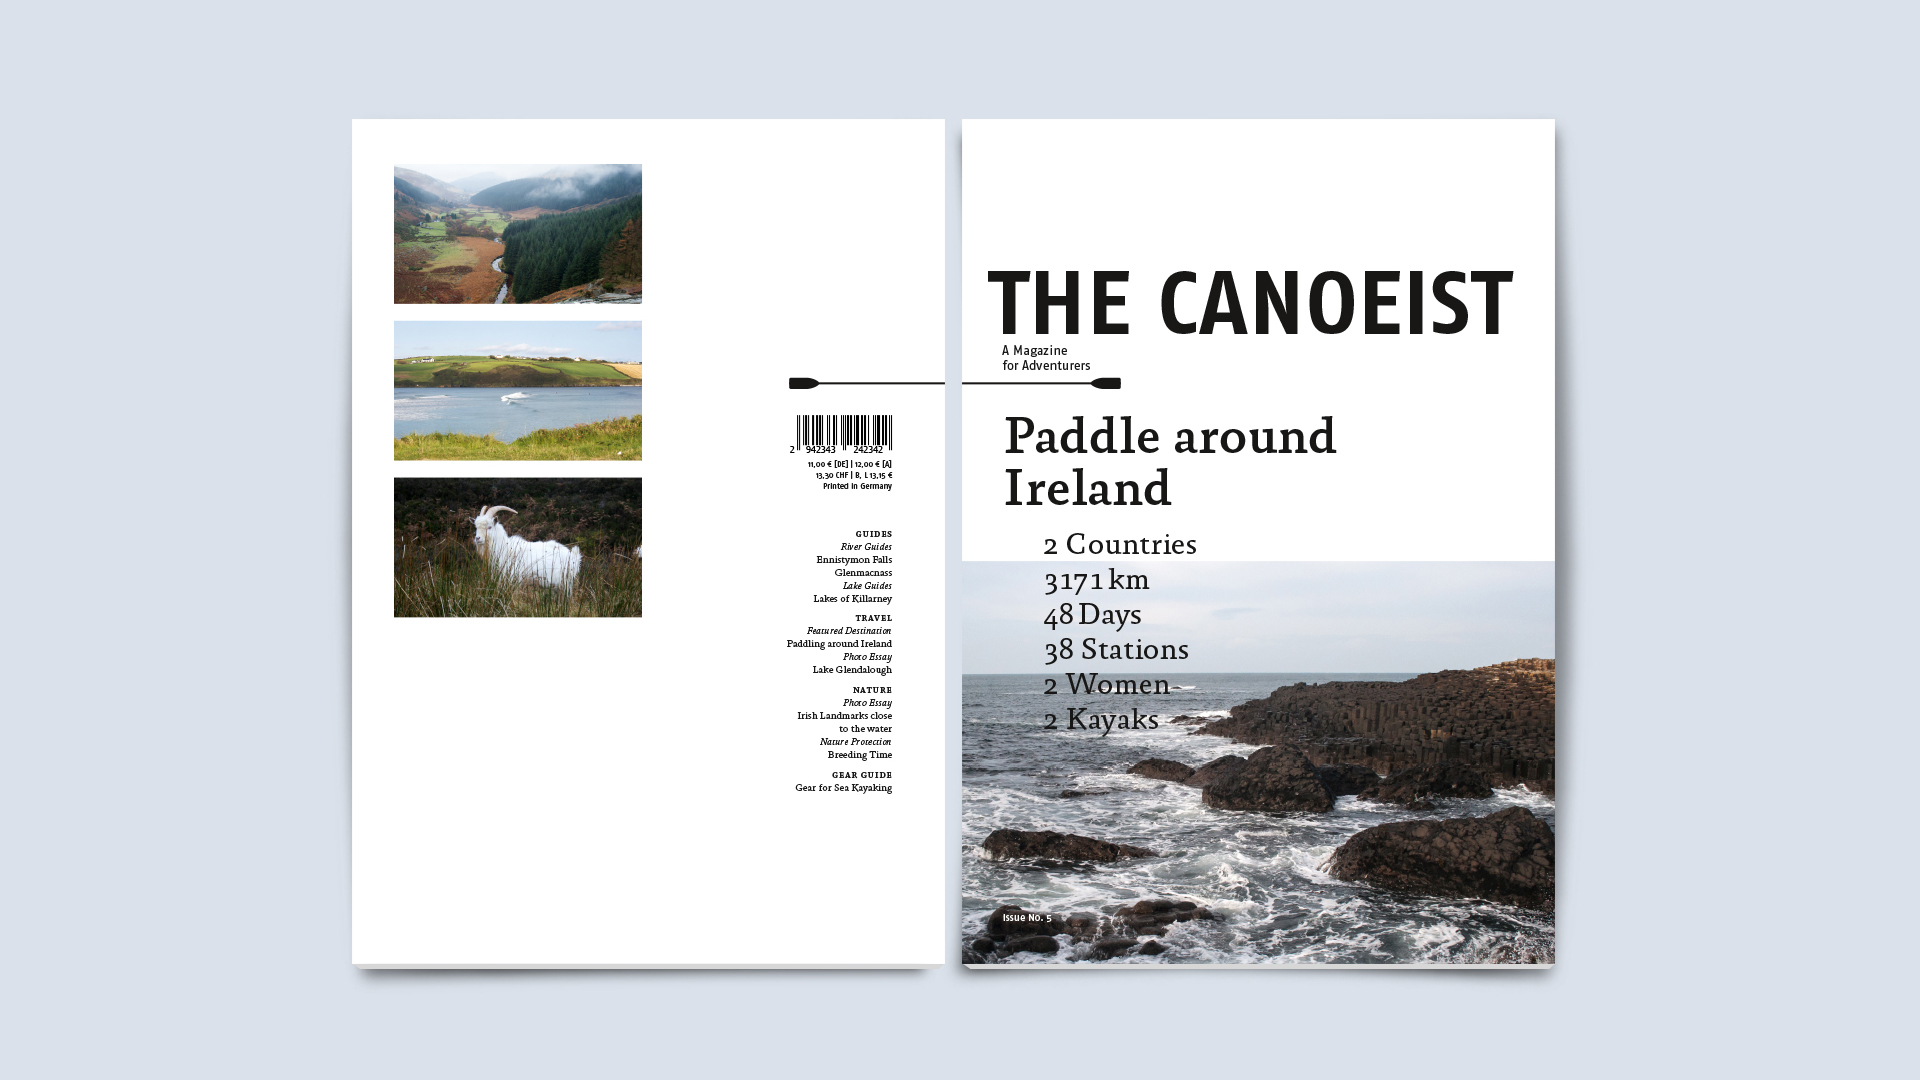 2 942343 242342
11,00 € [DE] | 12,00 € [A]
13,30 CHF | B, L 13,15 €
Printed in Germany
GUIDES
River Guides
Ennistymon Falls
Glenmacnass
Lake Guides
Lakes of Killarney
TRAVEL
Featured Destination
Paddling around Ireland
Photo Essay
Lake Glendalough
NATURE
Photo Essay
Irish Landmarks close
to the water
Nature Protection
Breeding Time
GEAR GUIDE
Gear for Sea Kayaking
THE CANOEIST
A Magazine
for Adventurers
Paddle around
Ireland
2 Countries
3171 km
48 Days
38 Stations
2 Women
2 Kayaks
Issue No. 5